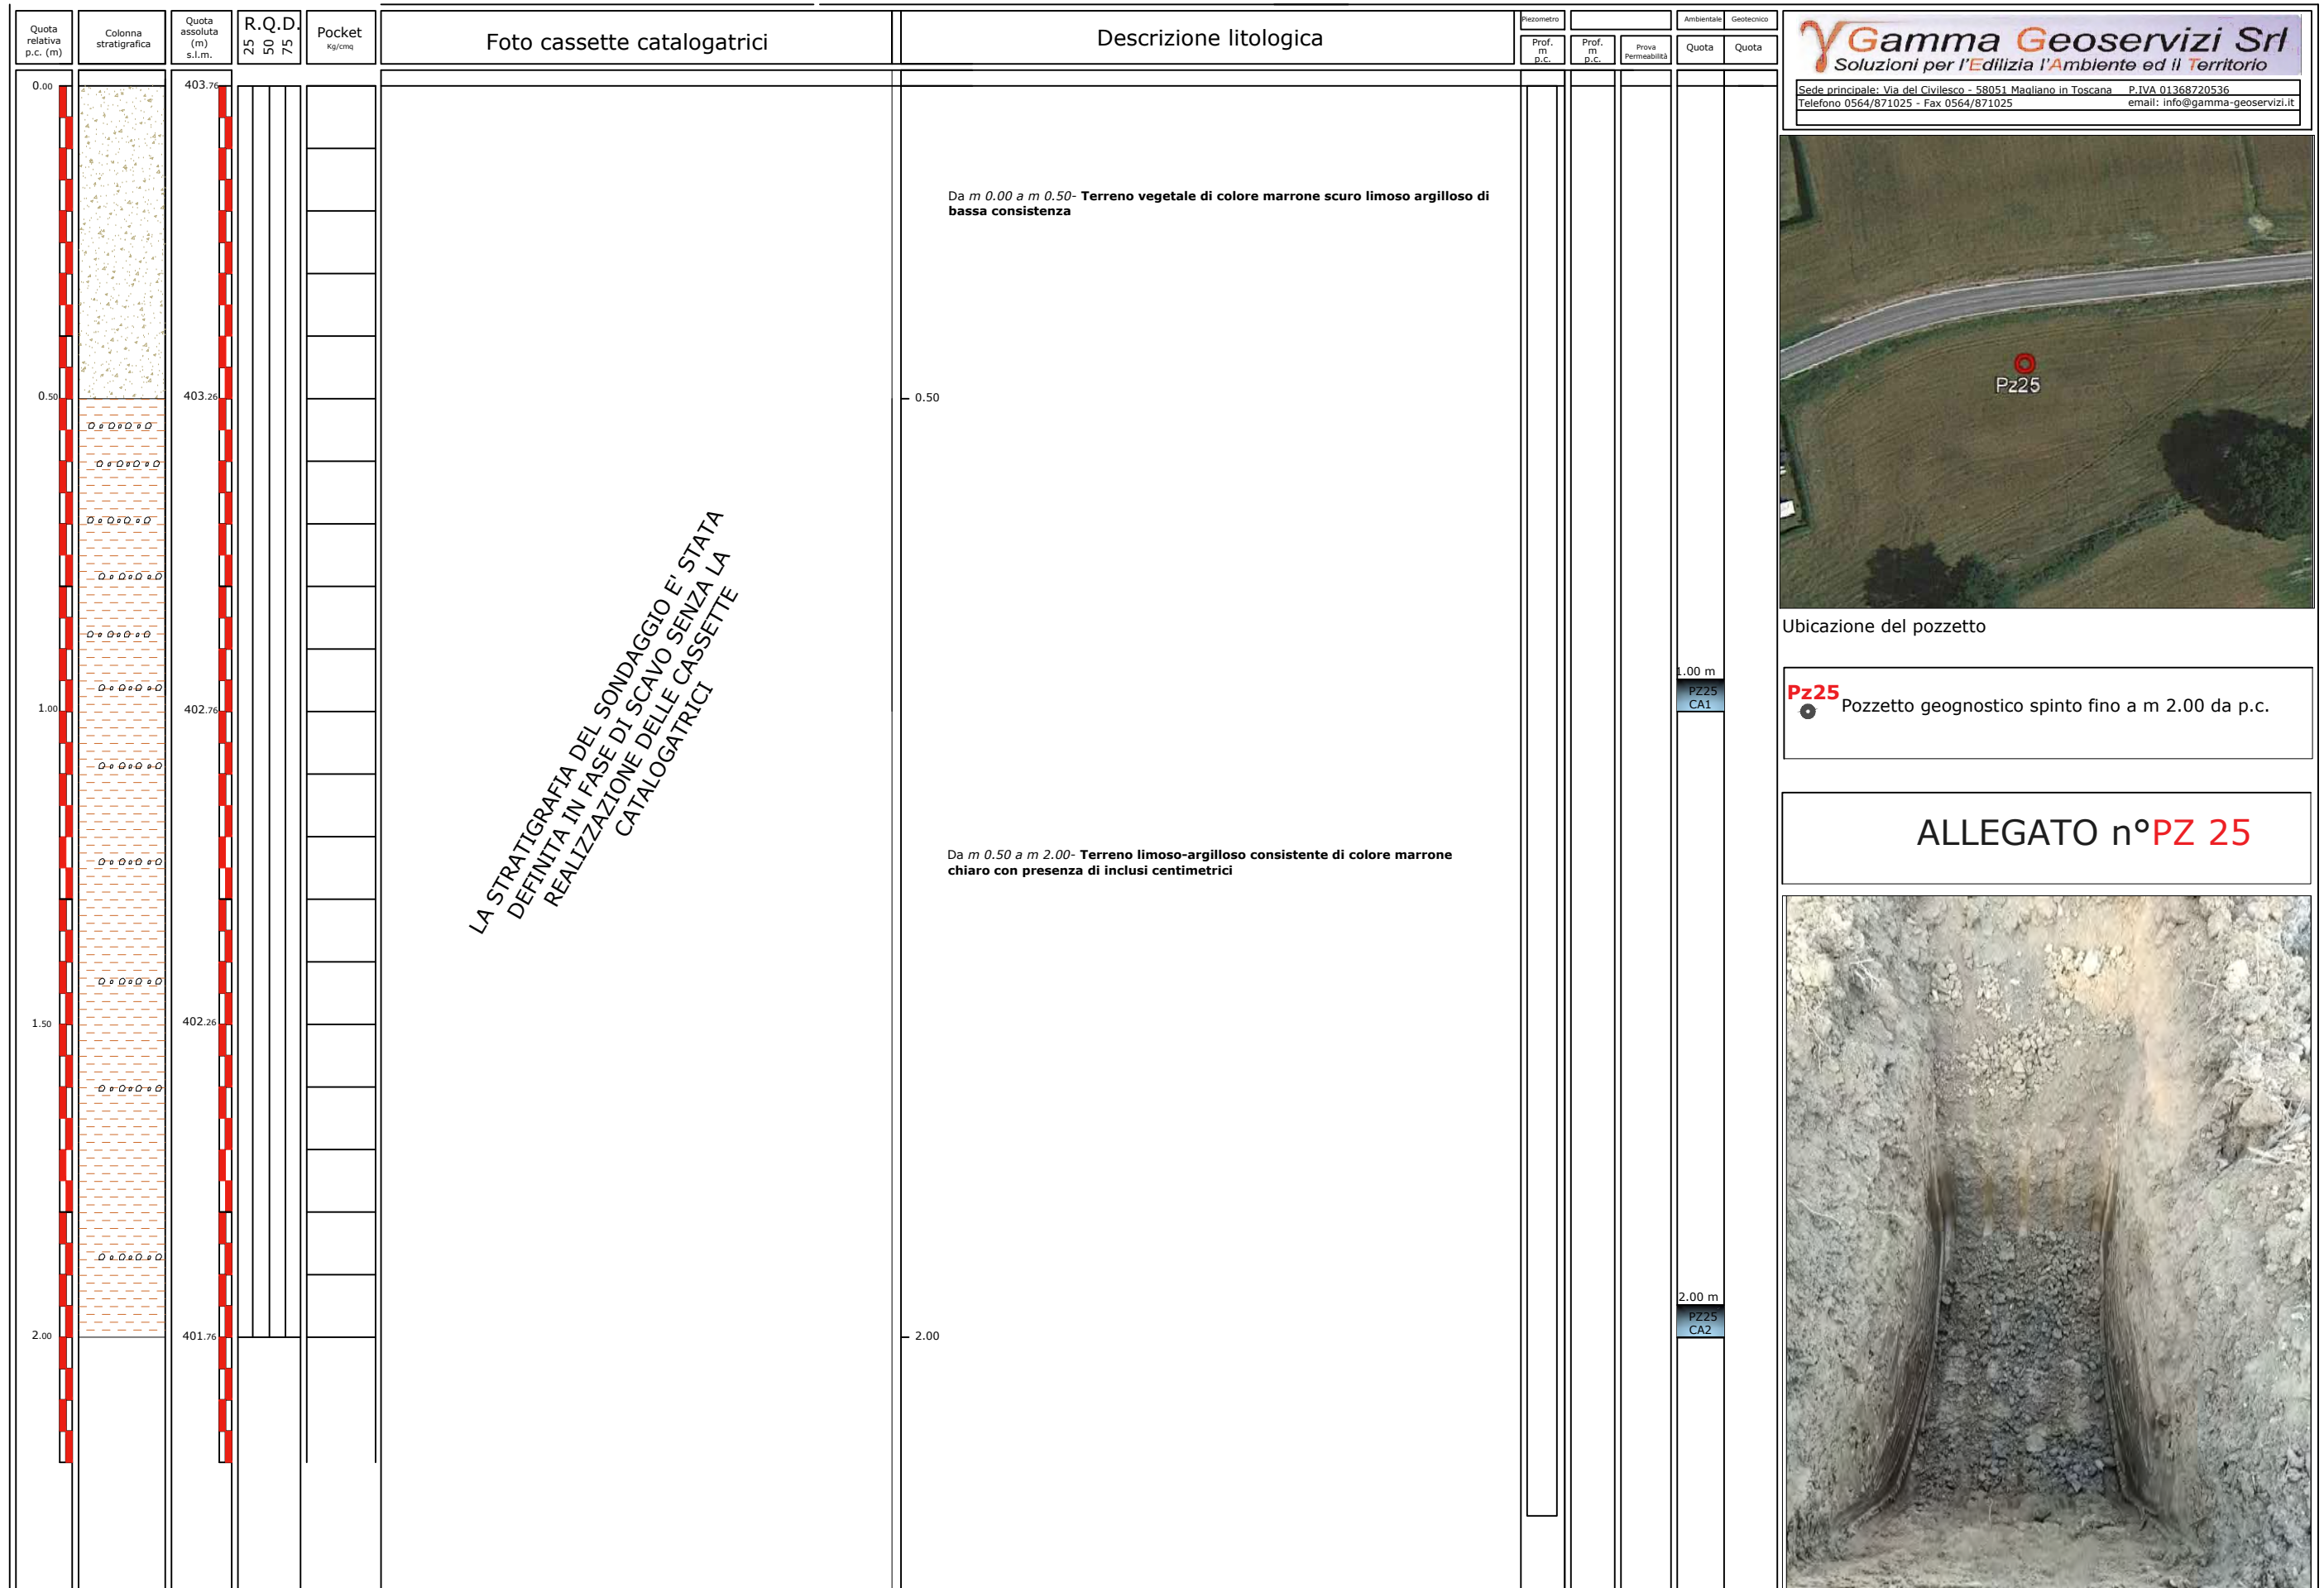 Quota
relativa
p.c. (m)
Colonna
stratigrafica
Quota
assoluta
(m)
s.l.m.
R.Q.D.
25
50
75
Pocket
Kg/cmq
Foto cassette catalogatrici
Descrizione litologica
Piezometro
Prof.
m
p.c.
Prof.
m
p.c.
Prova
Permeabilità
Ambientale
Geotecnico
Quota
Quota
γ Gamma Geoservizi Srl
Soluzioni per l'Edilizia l'Ambiente ed il Territorio
Sede principale: Via del Civilesco - 58051 Magliano in Toscana P.IVA 01368720536
Telefono 0564/871025 - Fax 0564/871025 email: info@gamma-geoservizi.it
0.00
403.76
Da m 0.00 a m 0.50- Terreno vegetale di colore marrone scuro limoso argilloso di
bassa consistenza
Pz25
0.50
403.26
0.50
LA STRATIGRAFIA DEL SONDAGGIO E' STATA
DEFINITA IN FASE DI SCAVO SENZA LA
REALIZZAZIONE DELLE CASSETTE
CATALOGATRICI
Ubicazione del pozzetto
1.00 m
PZ25
CA1
Pz25
Pozzetto geognostico spinto fino a m 2.00 da p.c.
1.00
402.76
ALLEGATO n°PZ 25
Da m 0.50 a m 2.00- Terreno limoso-argilloso consistente di colore marrone
chiaro con presenza di inclusi centimetrici
1.50
402.26
2.00 m
PZ25
CA2
2.00
401.76
2.00